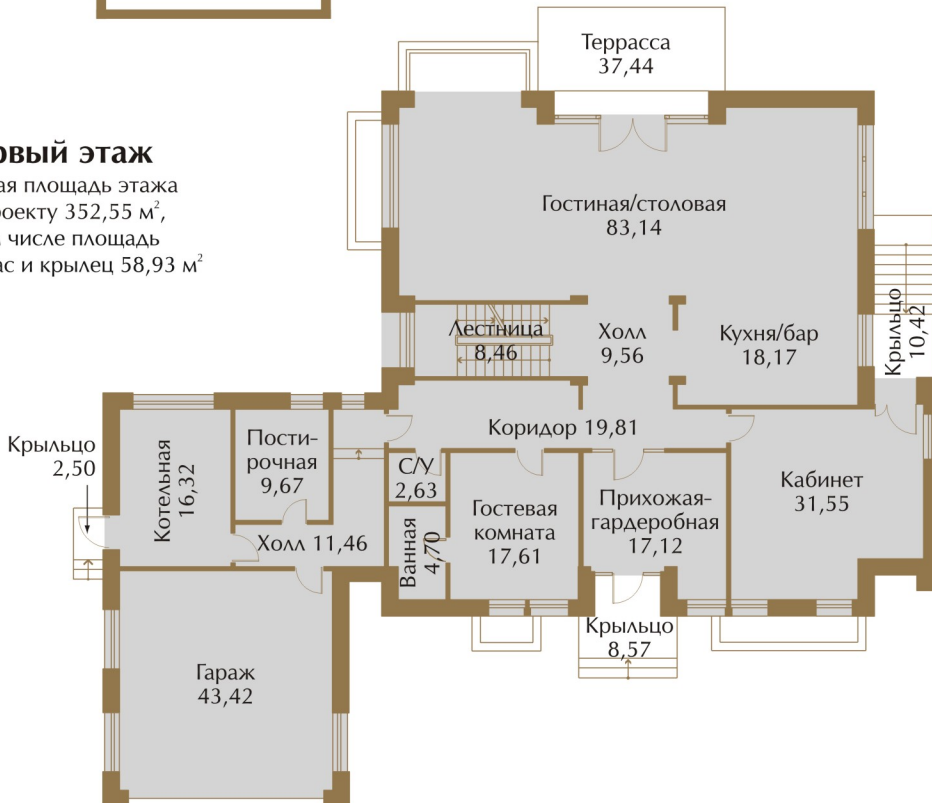 Терраса
37,44
рвый этаж
ая площадь этажа
роекту 352,55 м²,
числе площадь
ас и крылец 58,93 м²
Гостиная/столовая
83,14
Лестница
8,46
Холл
9,56
Кухня/бар
18,17
Крыльцо
10,42
Крыльцо
2,50
Котельная
16,32
Пости-
рочная
9,67
Коридор 19,81
С/У
2,63
Холл 11,46
Ванная
4,70
Гостевая
комната
17,61
Прихожая-
гардеробная
17,12
Кабинет
31,55
Крыльцо
8,57
Гараж
43,42